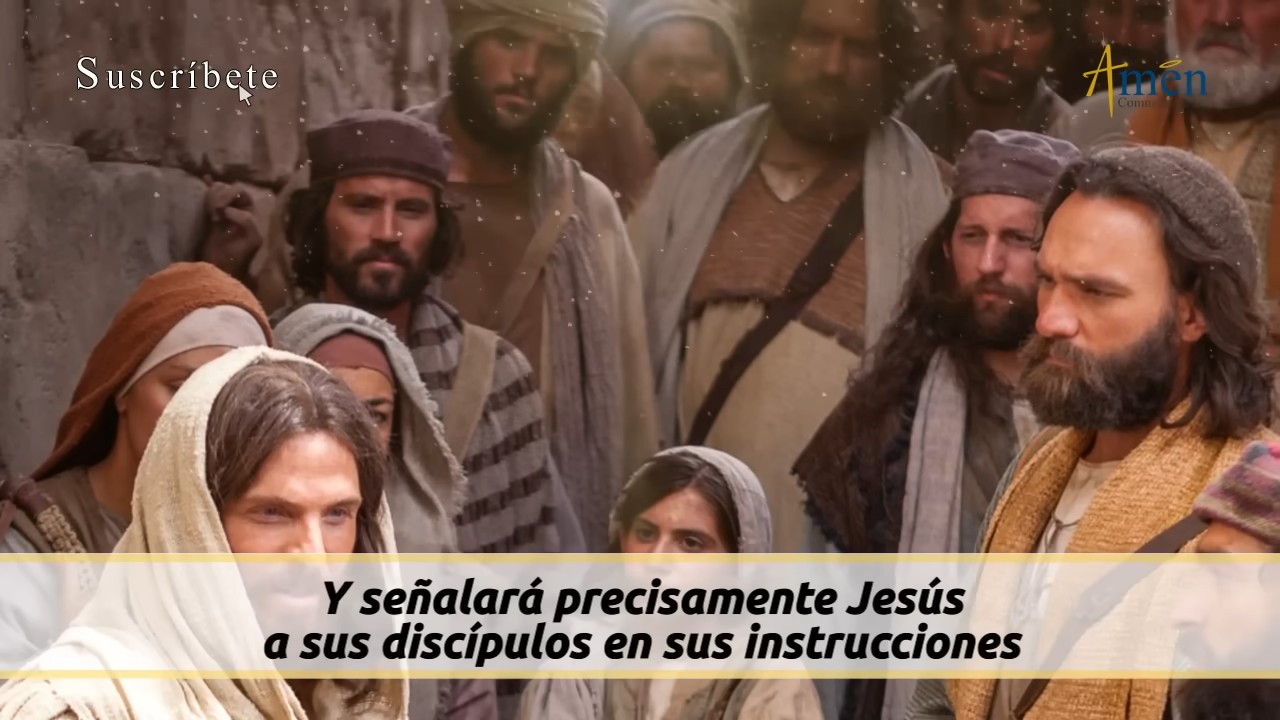 Suscríbete
Amén
Y señalará precisamente Jesús
a sus discípulos en sus instrucciones